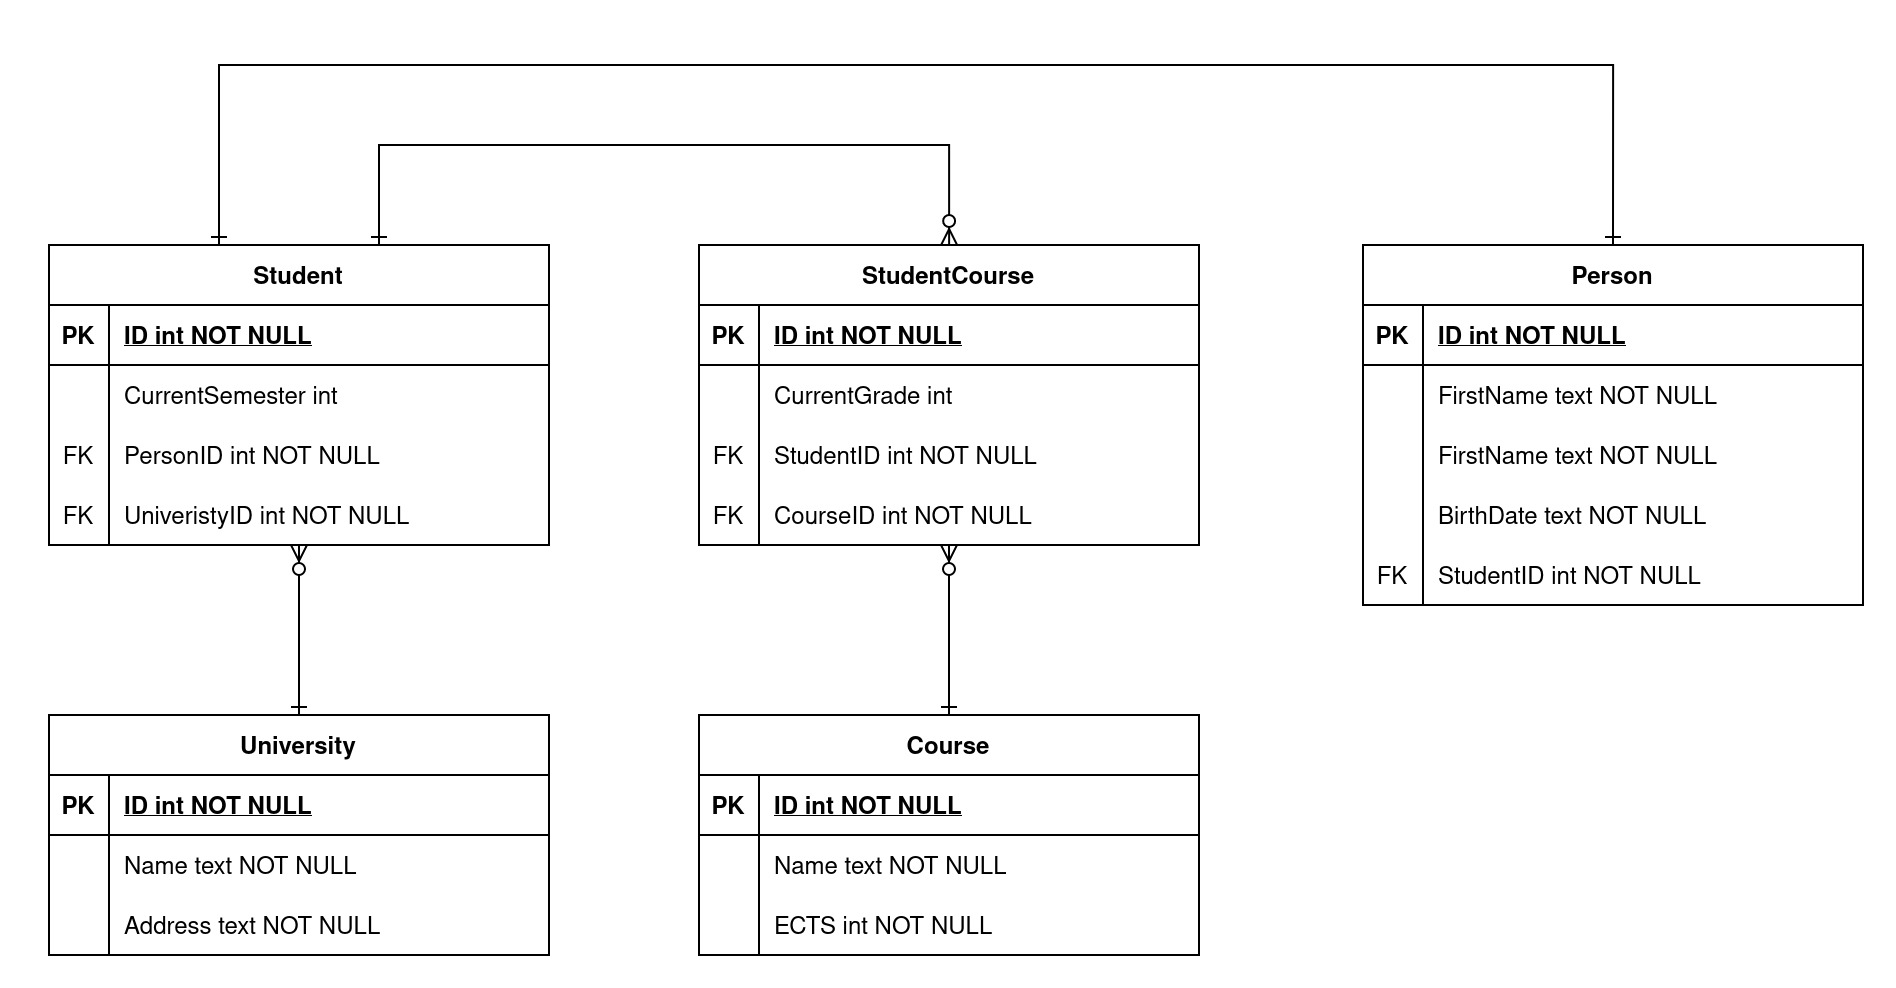 Student
PK ID int NOT NULL
CurrentSemester int
FK PersonID int NOT NULL
FK UniveristyID int NOT NULL
StudentCourse
PK ID int NOT NULL
CurrentGrade int
FK StudentID int NOT NULL
FK CourseID int NOT NULL
Person
PK ID int NOT NULL
FirstName text NOT NULL
FirstName text NOT NULL
BirthDate text NOT NULL
FK StudentID int NOT NULL
University
PK ID int NOT NULL
Name text NOT NULL
Address text NOT NULL
Course
PK ID int NOT NULL
Name text NOT NULL
ECTS int NOT NULL